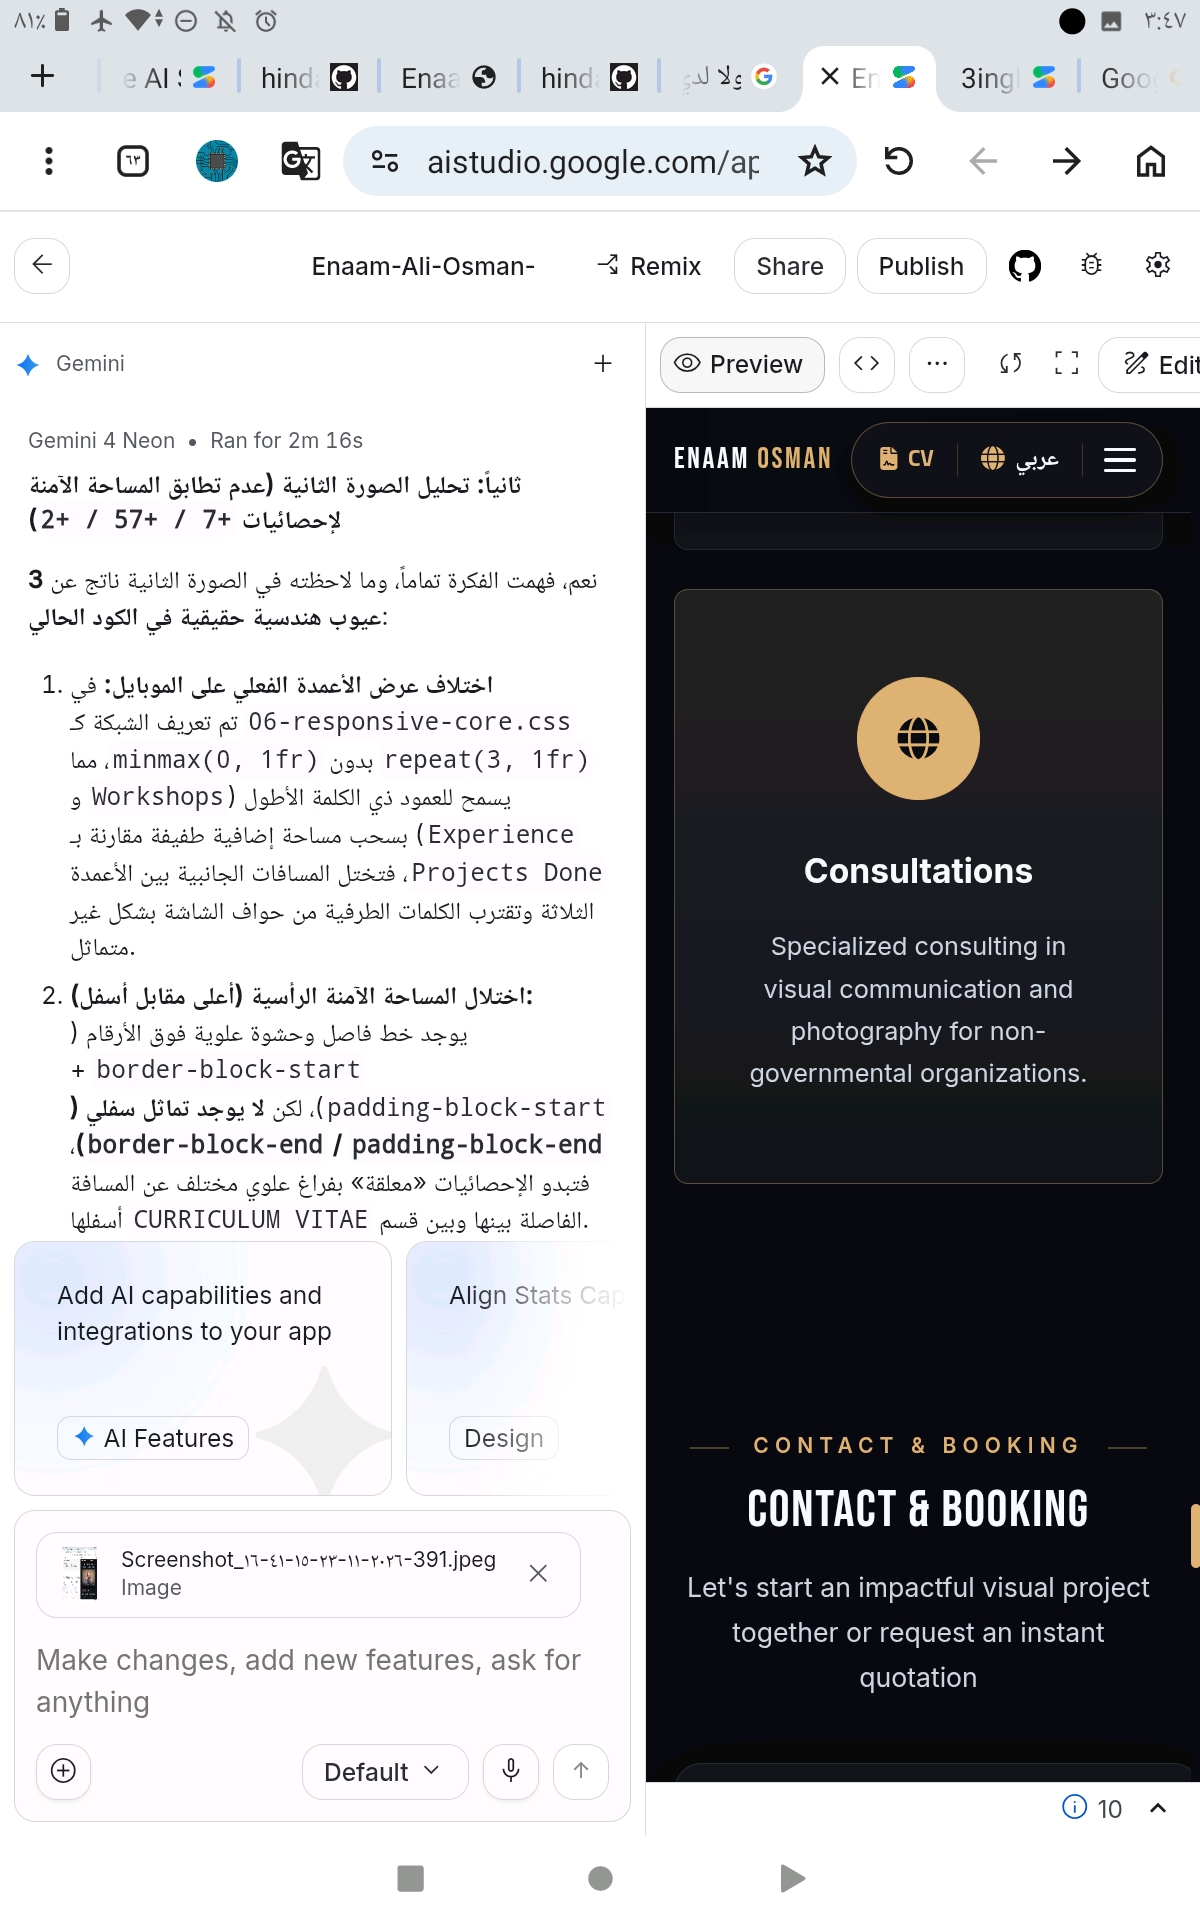 ٨١٪
٣:٤٧
e AI
hind
Enaa
hind
ولا لدي
En
3ingl
Goo
٦٣
aistudio.google.com/ap
Enaam-Ali-Osman-
Remix
Share
Publish
Gemini
Gemini 4 Neon • Ran for 2m 16s
ثانياً: تحليل الصورة الثانية (عدم تطابق المساحة الآمنة
لإحصائيات +7 / +57 / +2)
نعم، فهمت الفكرة تماماً، وما لاحظته في الصورة الثانية ناتج عن 3
عيوب هندسية حقيقية في الكود الحالي:
1. اختلاف عرض الأعمدة الفعلي على الموبايل: في
06-responsive-core.css تم تعريف الشبكة كـ
repeat(3, 1fr) بدون minmax(0, 1fr)، مما
يسمح للعمود ذي الكلمة الأطول (Workshops و
Experience) بسحب مساحة إضافية طفيفة مقارنة بـ
Projects Done، فتختل المسافات الجانبية بين الأعمدة
الثلاثة وتقترب الكلمات الطرفية من حواف الشاشة بشكل غير
متماثل.
2. اختلال المساحة الآمنة الرأسية (أعلى مقابل أسفل):
يوجد خط فاصل وحشوة علوية فوق الأرقام (
border-block-start +
padding-block-start)، لكن لا يوجد تماثل سفلي (
border-block-end / padding-block-end)،
فتبدو الإحصائيات «معلقة» بفراغ علوي مختلف عن المسافة
الفاصلة بينها وبين قسم CURRICULUM VITAE أسفلها.
Add AI capabilities and
integrations to your app
AI Features
Align Stats Cap
Design
Screenshot_٢٠٢٦-١١-٢٣-١٥-٤١-١٦-391.jpeg
Image
Make changes, add new features, ask for
anything
Default
Preview
Edit
ENAAM OSMAN
CV
عربي
Consultations
Specialized consulting in
visual communication and
photography for non-
governmental organizations.
CONTACT & BOOKING
CONTACT & BOOKING
Let's start an impactful visual project
together or request an instant
quotation
10